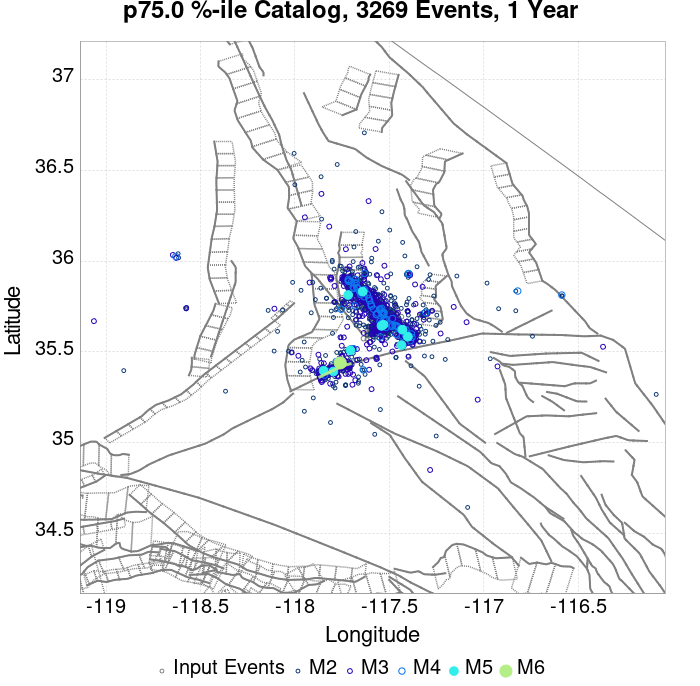 p75.0 %-ile Catalog, 3269 Events, 1 Year
37
36.5
36
35.5
35
34.5
Latitude
-119
-118.5
-118
-117.5
-117
-116.5
Longitude
Input Events
M2
M3
M4
M5
M6